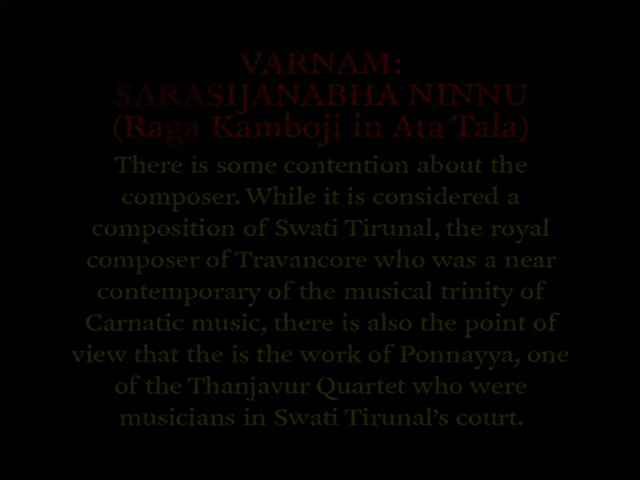 VARNAM:
SARASIJANABHA NINNU
(Raga Kamboji in Ata Tala)
There is some contention about the
composer. While it is considered a
composition of Swati Tirunal, the royal
composer of Travancore who was a near
contemporary of the musical trinity of
Carnatic music, there is also the point of
view that the is the work of Ponnayya, one
of the Thanjavur Quartet who were
musicians in Swati Tirunal's court.